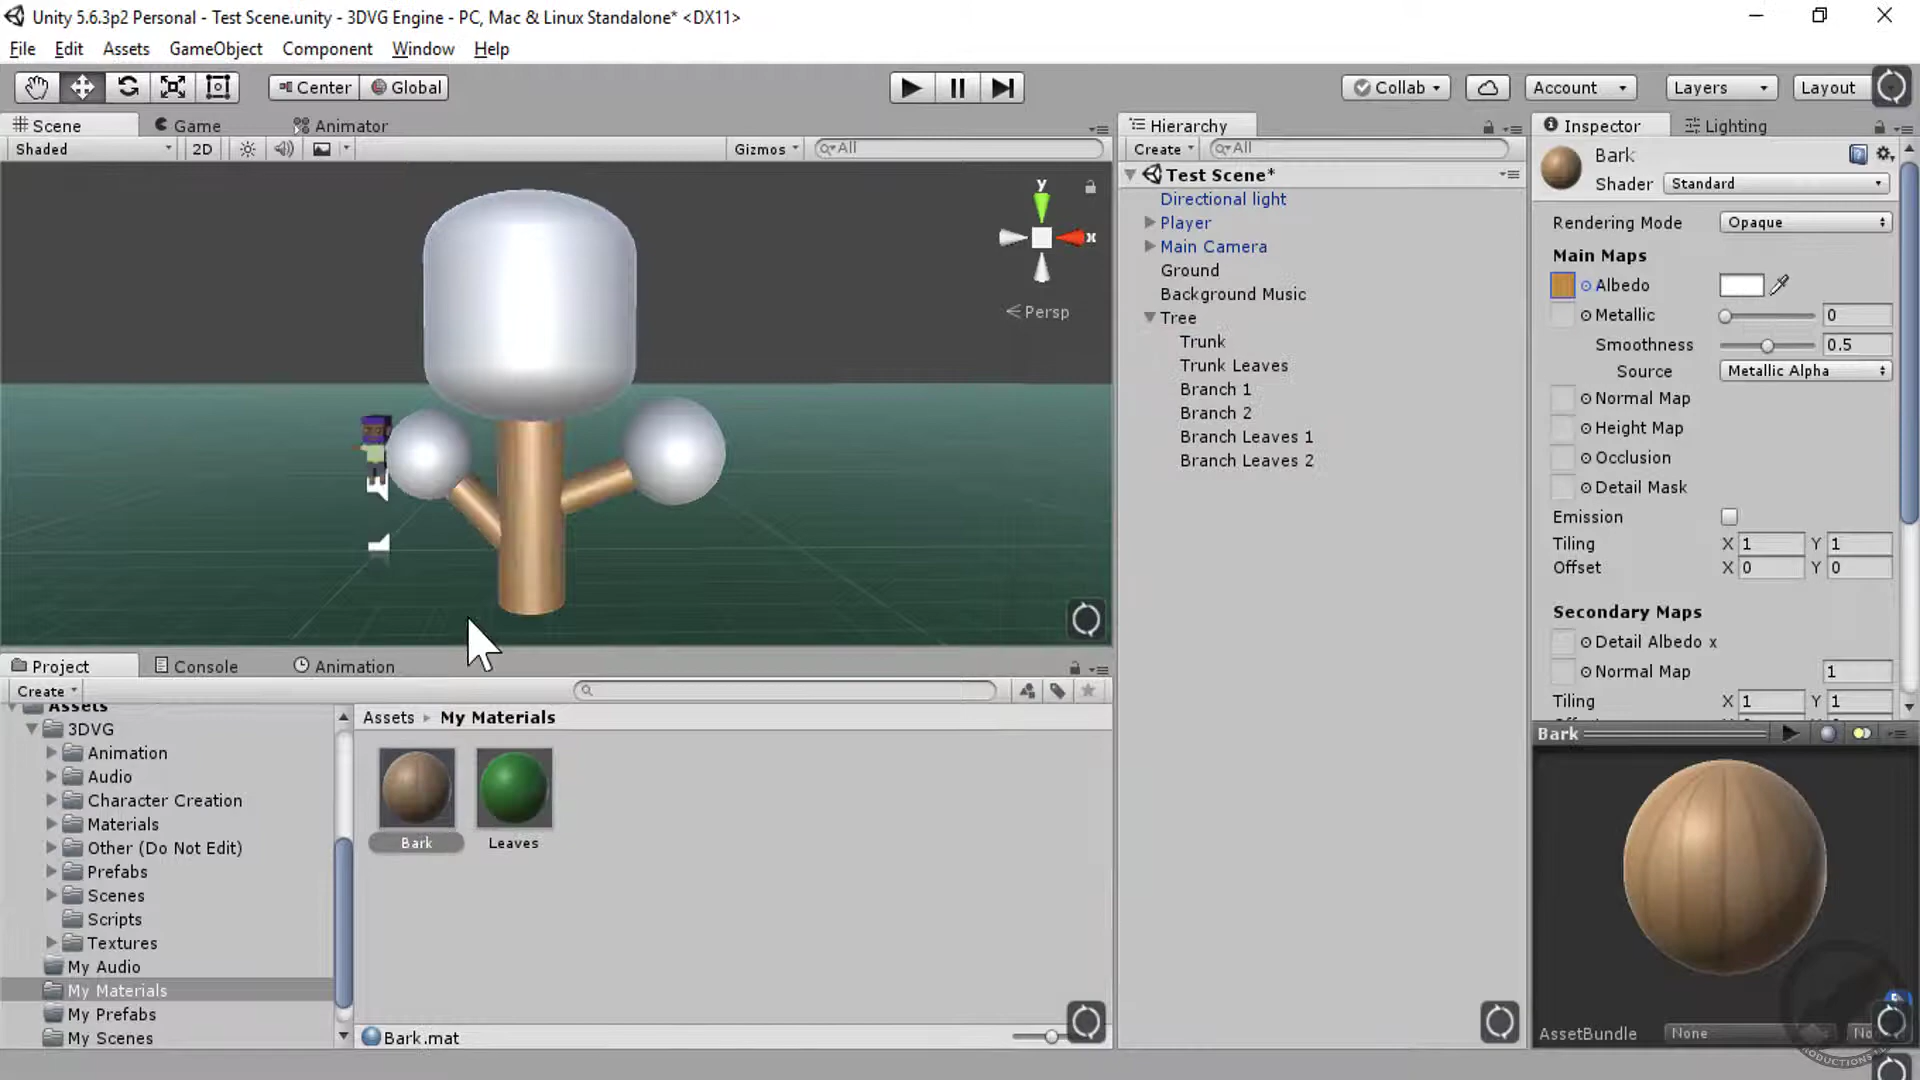 Unity 5.6.3p2 Personal - Test Scene.unity - 3DVG Engine - PC, Mac & Linux Standalone* <DX11>
File Edit Assets GameObject Component Window Help
Center Global Collab Account Layers Layout
Scene Game Animator
Shaded 2D Gizmos All
y
x
Persp
Hierarchy
Create All
Test Scene*
Directional light
Player
Main Camera
Ground
Background Music
Tree
Trunk
Trunk Leaves
Branch 1
Branch 2
Branch Leaves 1
Branch Leaves 2
Inspector Lighting
Bark
Shader Standard
Rendering Mode Opaque
Main Maps
Albedo
Metallic 0
Smoothness 0.5
Source Metallic Alpha
Normal Map
Height Map
Occlusion
Detail Mask
Emission
Tiling X 1 Y 1
Offset X 0 Y 0
Secondary Maps
Detail Albedo x
Normal Map 1
Tiling X 1 Y 1
Bark
AssetBundle None
PRODUCTIONS
Project Console Animation
Create
Assets
3DVG
Animation
Audio
Character Creation
Materials
Other (Do Not Edit)
Prefabs
Scenes
Scripts
Textures
My Audio
My Materials
My Prefabs
My Scenes
Assets My Materials
Bark Leaves
Bark.mat